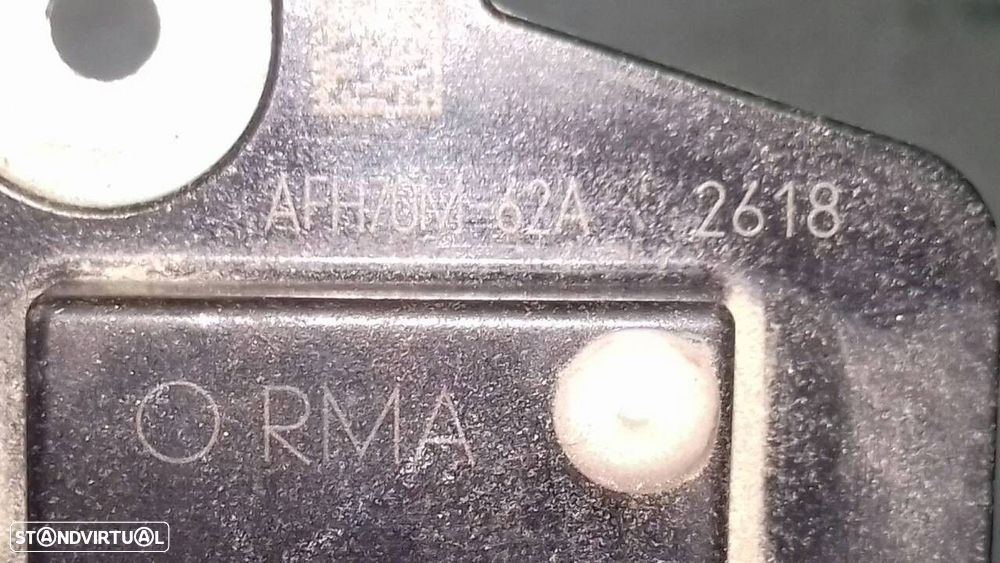 AFH70M-62A 2618
O RMA
STANDVIRTUAL